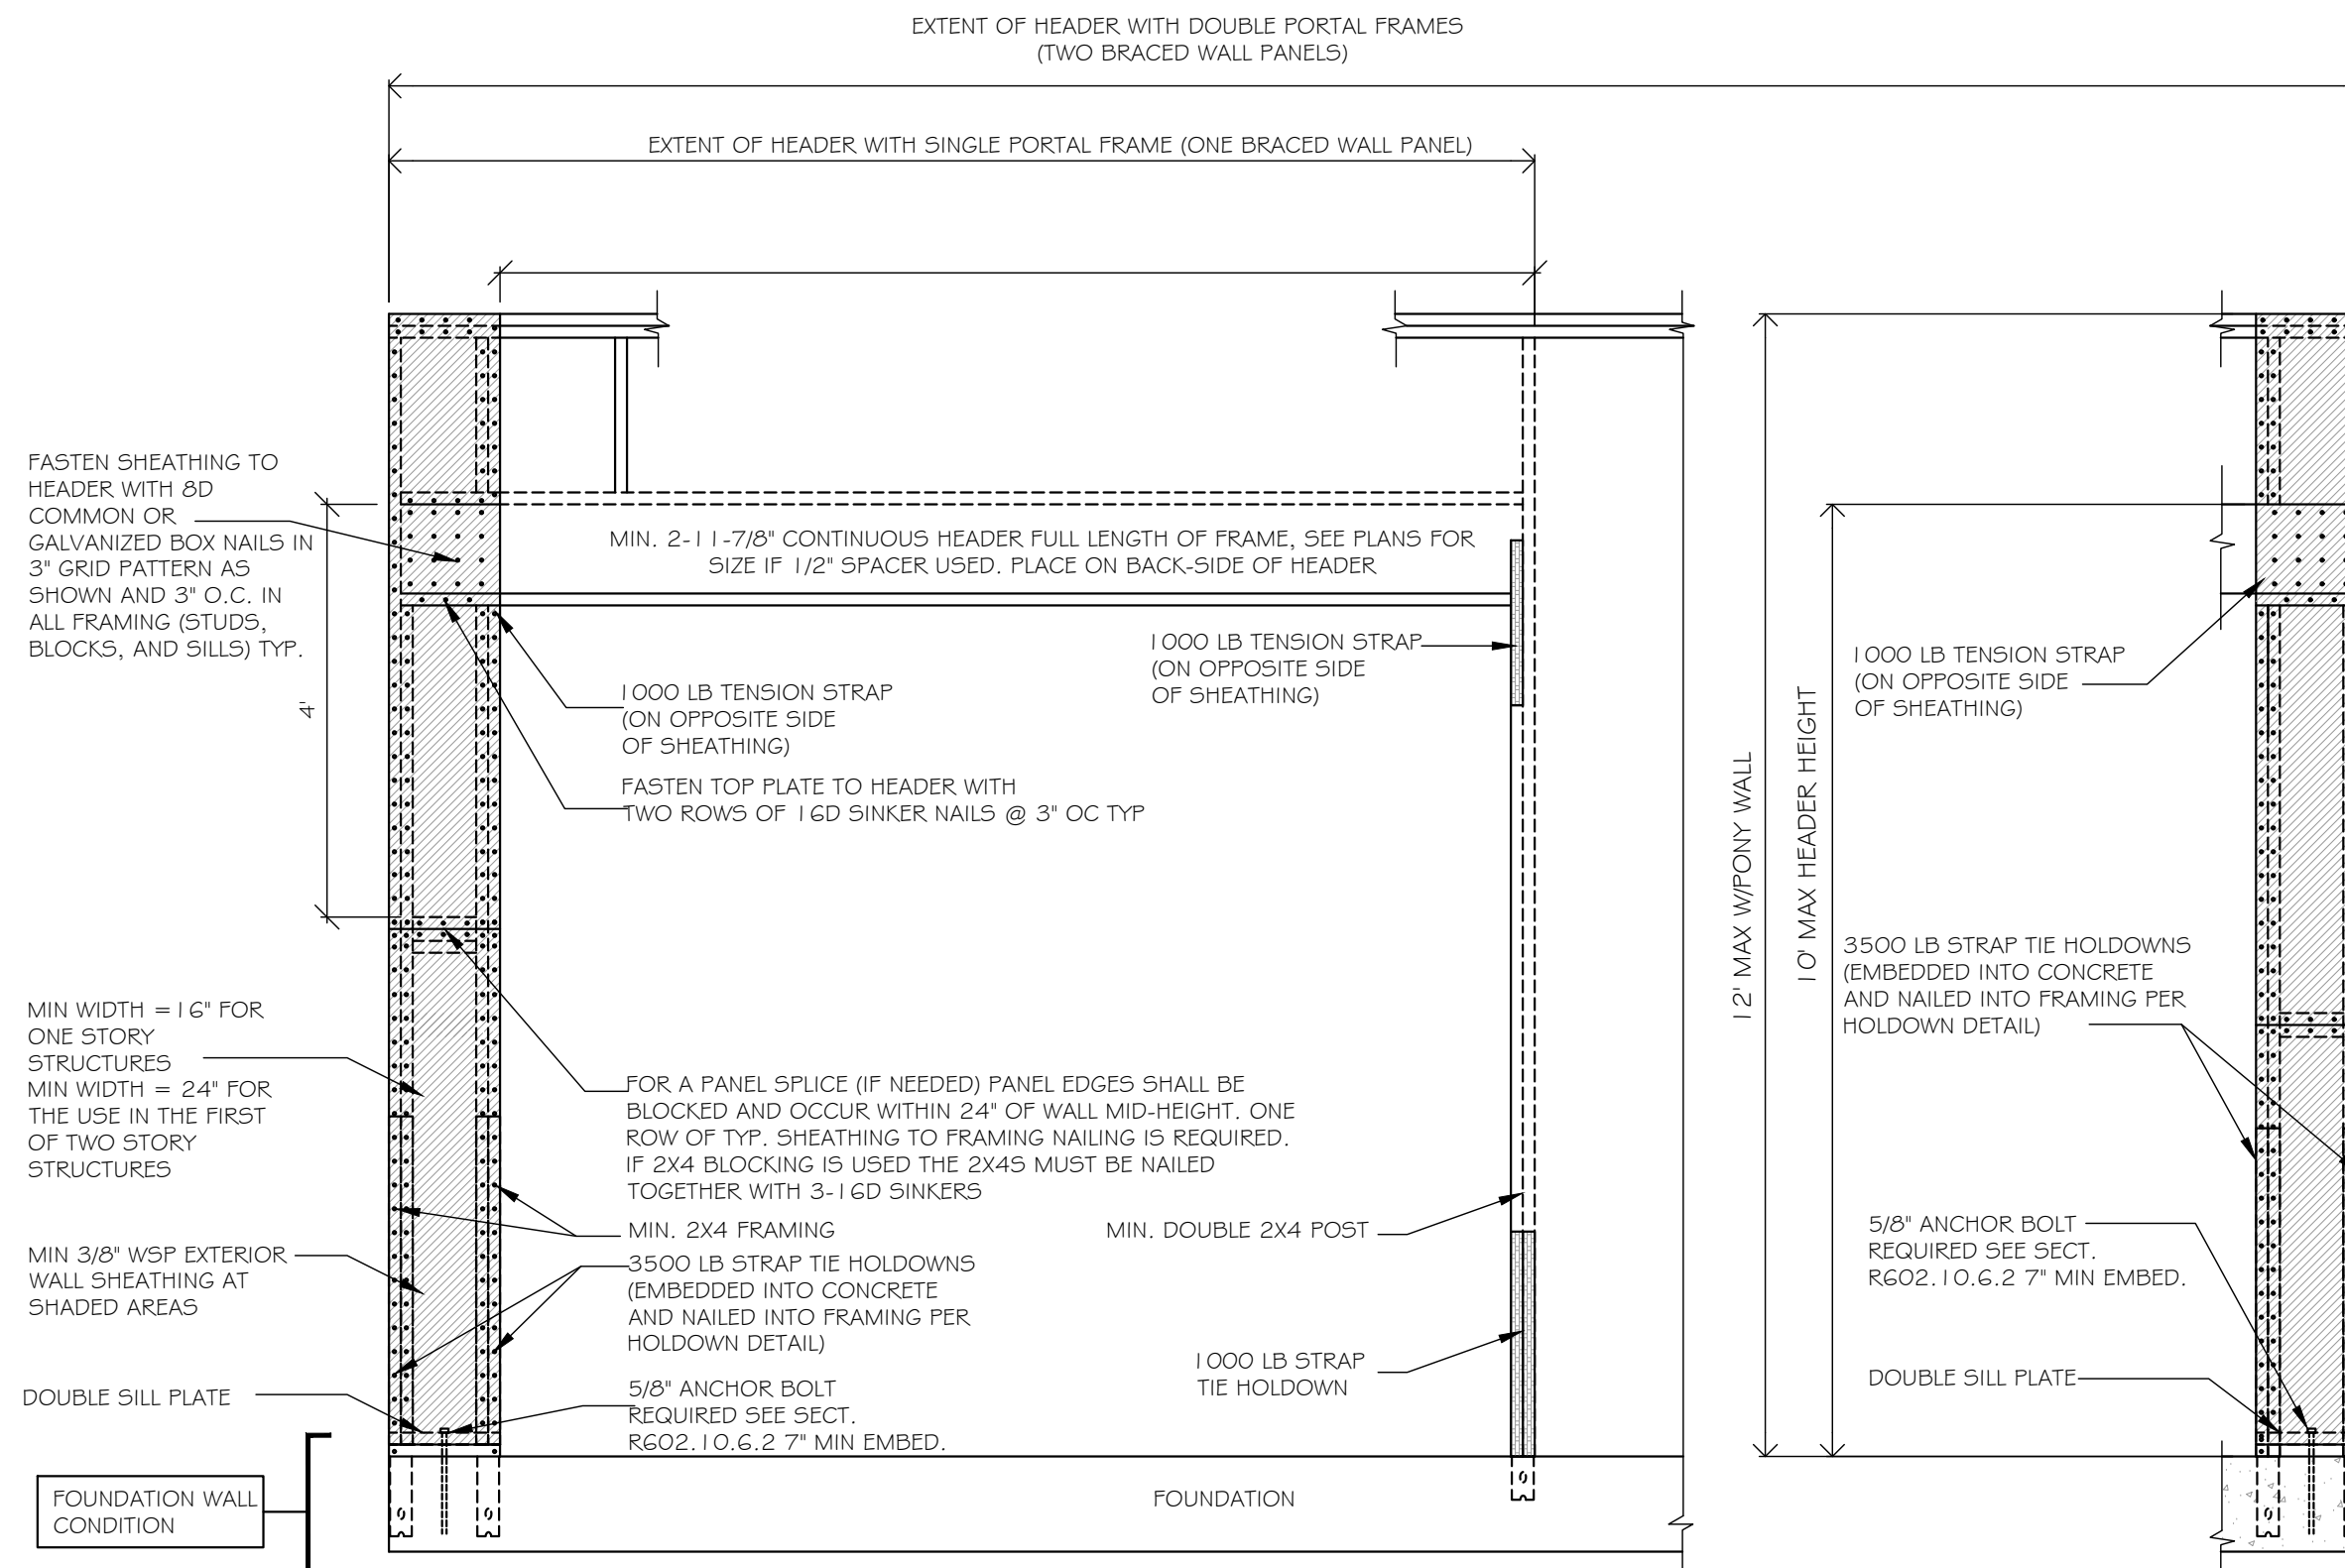 EXTENT OF HEADER WITH DOUBLE PORTAL FRAMES
(TWO BRACED WALL PANELS)
EXTENT OF HEADER WITH SINGLE PORTAL FRAME (ONE BRACED WALL PANEL)
FASTEN SHEATHING TO
HEADER WITH 8D
COMMON OR
GALVANIZED BOX NAILS IN
3" GRID PATTERN AS
SHOWN AND 3" O.C. IN
ALL FRAMING (STUDS,
BLOCKS, AND SILLS) TYP.
4'
MIN. 2-11-7/8" CONTINUOUS HEADER FULL LENGTH OF FRAME, SEE PLANS FOR
SIZE IF 1/2" SPACER USED. PLACE ON BACK-SIDE OF HEADER
1000 LB TENSION STRAP
(ON OPPOSITE SIDE
OF SHEATHING)
1000 LB TENSION STRAP
(ON OPPOSITE SIDE
OF SHEATHING)
FASTEN TOP PLATE TO HEADER WITH
TWO ROWS OF 16D SINKER NAILS @ 3" OC TYP
12' MAX W/PONY WALL
10' MAX HEADER HEIGHT
1000 LB TENSION STRAP
(ON OPPOSITE SIDE
OF SHEATHING)
3500 LB STRAP TIE HOLDOWNS
(EMBEDDED INTO CONCRETE
AND NAILED INTO FRAMING PER
HOLDOWN DETAIL)
MIN WIDTH = 16" FOR
ONE STORY
STRUCTURES
MIN WIDTH = 24" FOR
THE USE IN THE FIRST
OF TWO STORY
STRUCTURES
FOR A PANEL SPLICE (IF NEEDED) PANEL EDGES SHALL BE
BLOCKED AND OCCUR WITHIN 24" OF WALL MID-HEIGHT. ONE
ROW OF TYP. SHEATHING TO FRAMING NAILING IS REQUIRED.
IF 2X4 BLOCKING IS USED THE 2X4S MUST BE NAILED
TOGETHER WITH 3-16D SINKERS
MIN. 2X4 FRAMING
MIN. DOUBLE 2X4 POST
MIN 3/8" WSP EXTERIOR
WALL SHEATHING AT
SHADED AREAS
3500 LB STRAP TIE HOLDOWNS
(EMBEDDED INTO CONCRETE
AND NAILED INTO FRAMING PER
HOLDOWN DETAIL)
1000 LB STRAP
TIE HOLDOWN
5/8" ANCHOR BOLT
REQUIRED SEE SECT.
R602.10.6.2 7" MIN EMBED.
DOUBLE SILL PLATE
DOUBLE SILL PLATE
5/8" ANCHOR BOLT
REQUIRED SEE SECT.
R602.10.6.2 7" MIN EMBED.
FOUNDATION WALL
CONDITION
FOUNDATION